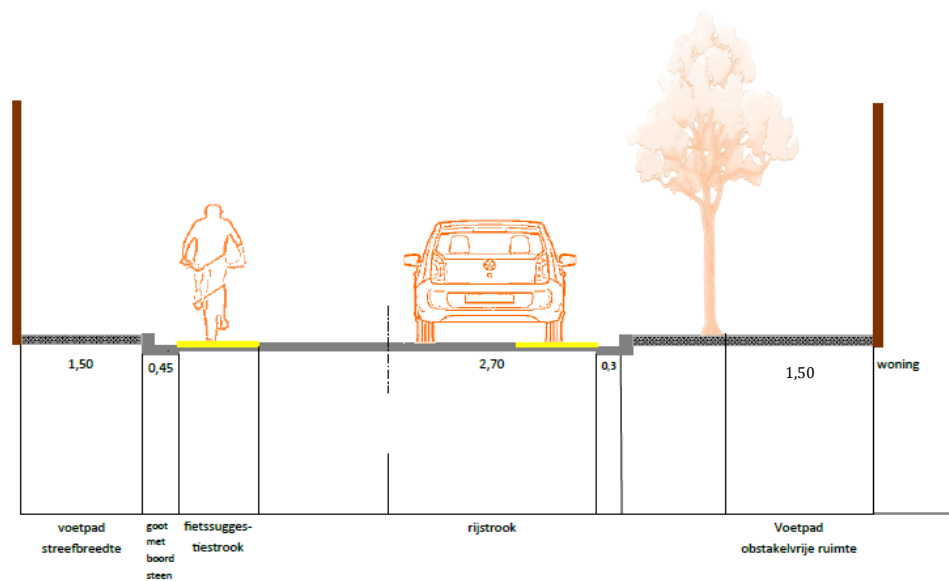 1,50
0,45
2,70
0,3
1,50
woning
voetpad
streefbreedte
goot
met
boord
steen
fietssugges-
tiestrook
rijstrook
Voetpad
obstakelvrije ruimte